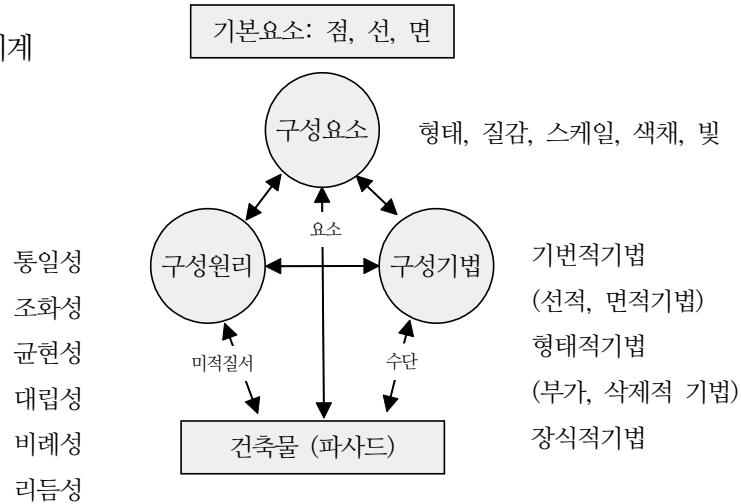 기본요소: 점, 선, 면
계
구성요소
형태, 질감, 스케일, 색채, 빛
요소
구성원리
구성기법
통일성
조화성
균현성
대립성
비례성
리듬성
기번적기법
(선적, 면적기법)
형태적기법
(부가, 삭제적 기법)
장식적기법
미적질서
수단
건축물 (파사드)